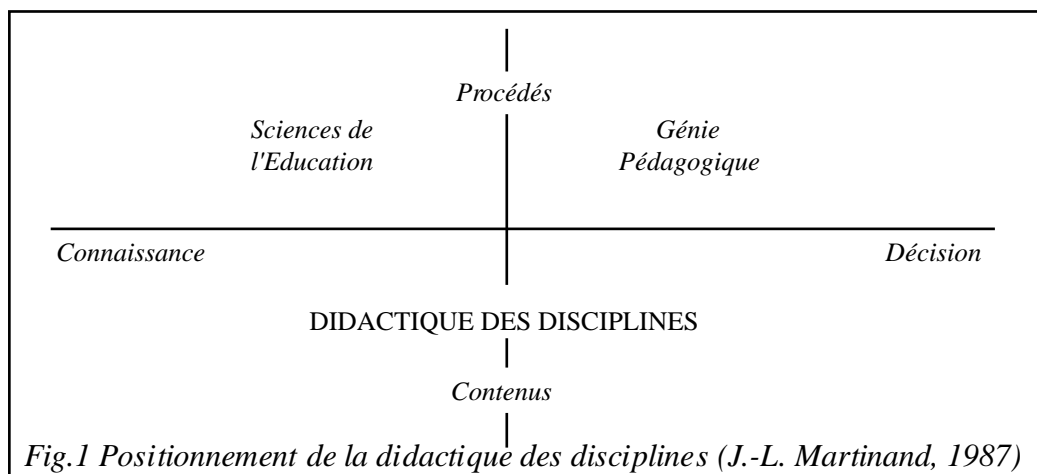 Procédés
Sciences de
l'Education
Génie
Pédagogique
Connaissance
Décision
DIDACTIQUE DES DISCIPLINES
Contenus
Fig.1 Positionnement de la didactique des disciplines (J.-L. Martinand, 1987)